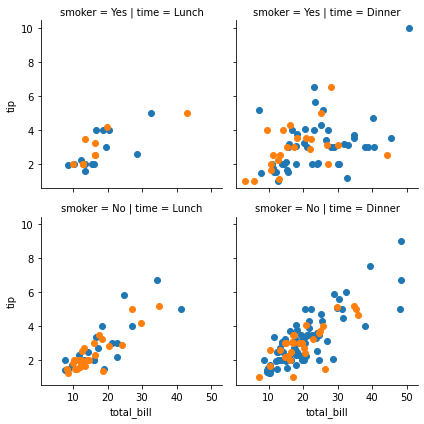 smoker = Yes | time = Lunch
smoker = Yes | time = Dinner
10
8
6
4
2
tip
smoker = No | time = Lunch
smoker = No | time = Dinner
10
8
6
4
2
tip
10 20 30 40 50
10 20 30 40 50
total_bill
total_bill